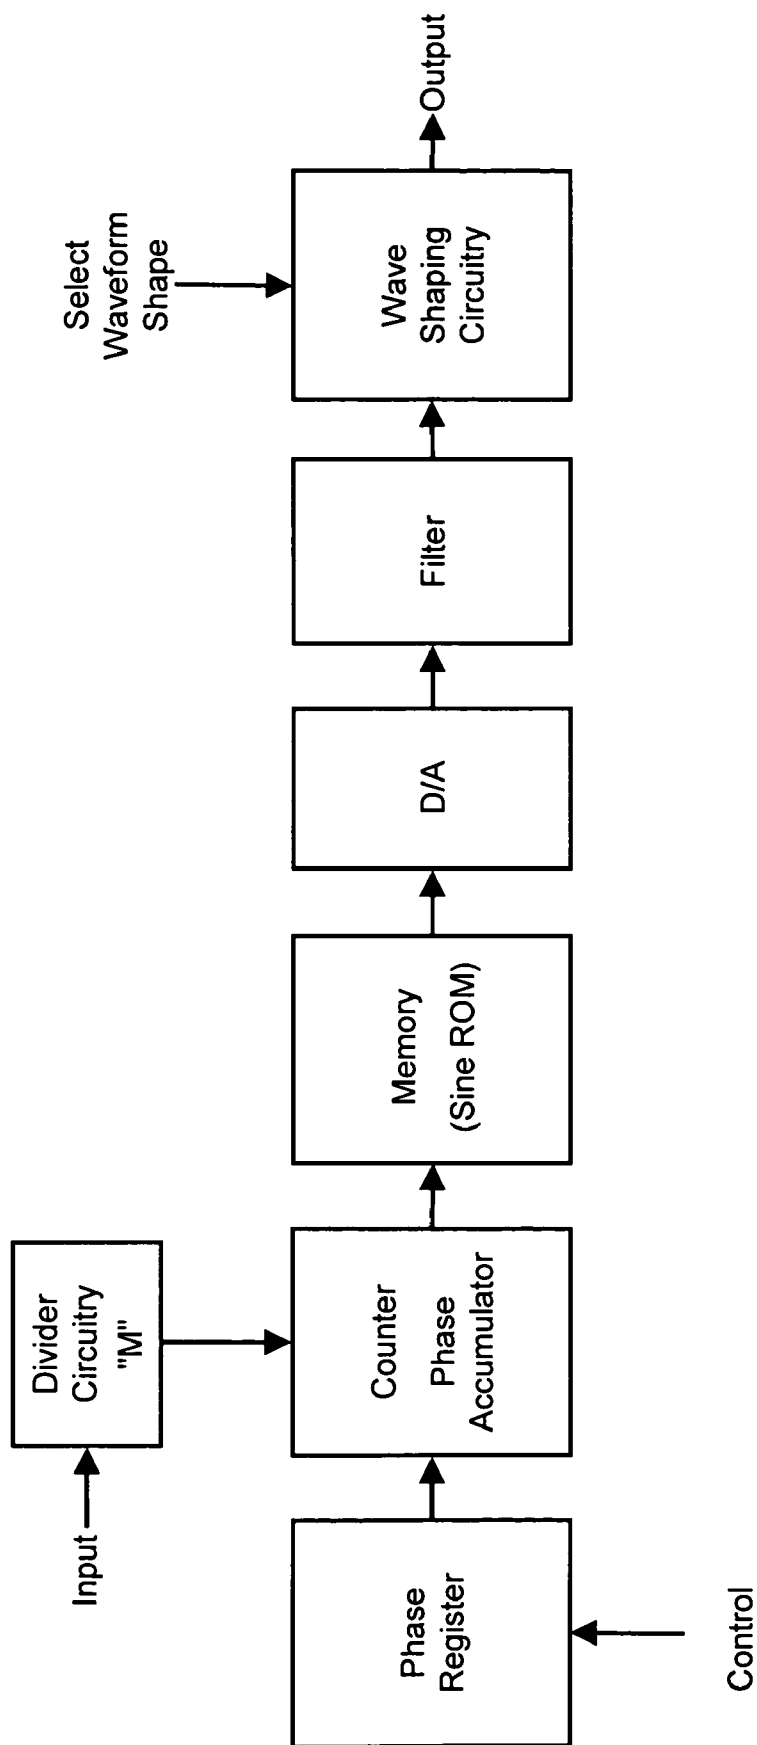 Input
Divider
Circuitry
"M"
Select
Waveform
Shape
Phase
Register
Counter
Phase
Accumulator
Memory
(Sine ROM)
D/A
Filter
Wave
Shaping
Circuitry
Output
Control